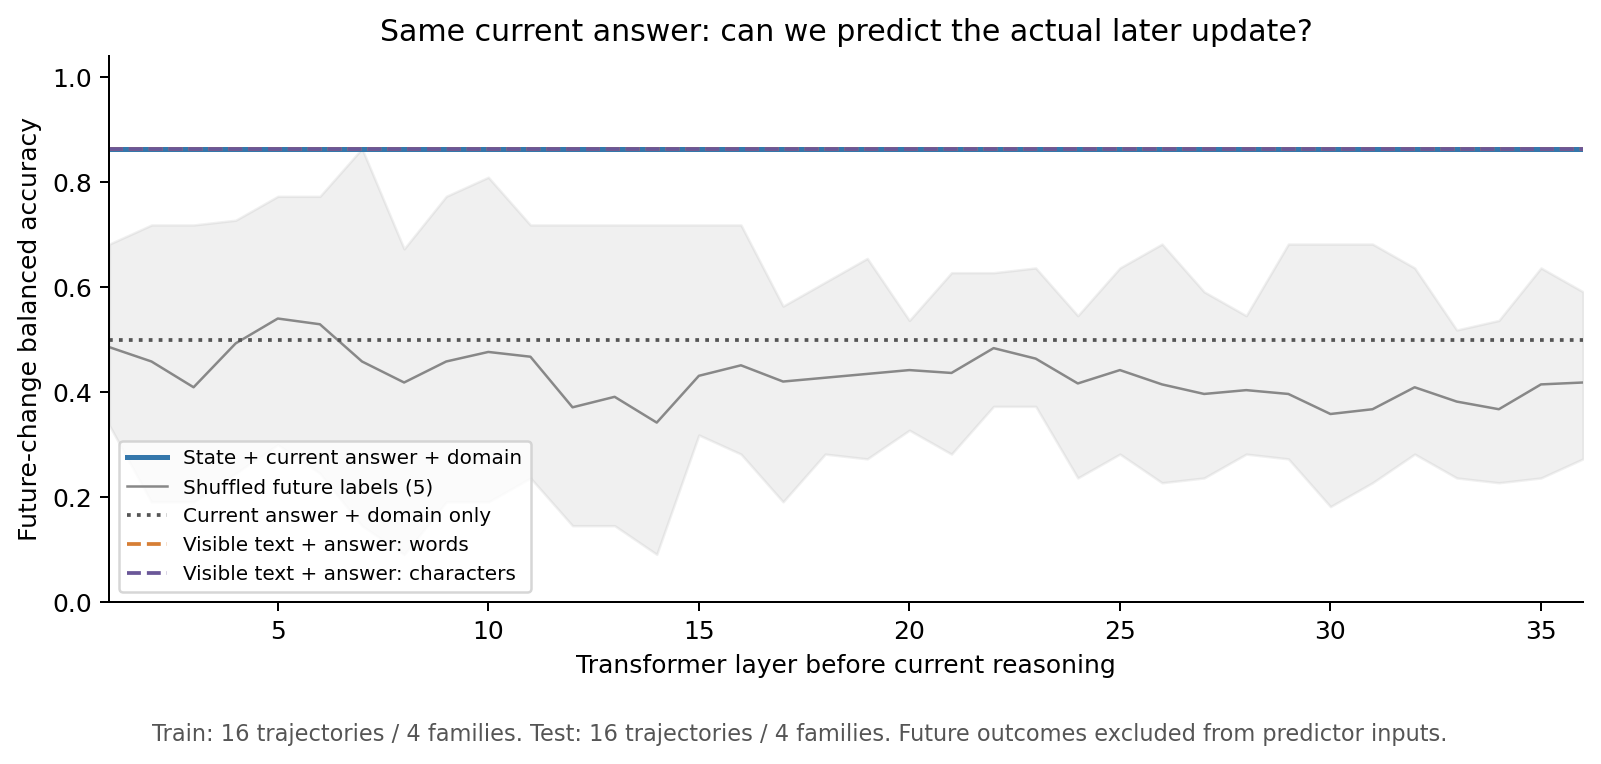 Same current answer: can we predict the actual later update?
Future-change balanced accuracy
1.0
0.8
0.6
0.4
0.2
0.0
State + current answer + domain
Shuffled future labels (5)
Current answer + domain only
Visible text + answer: words
Visible text + answer: characters
5 10 15 20 25 30 35
Transformer layer before current reasoning
Train: 16 trajectories / 4 families. Test: 16 trajectories / 4 families. Future outcomes excluded from predictor inputs.